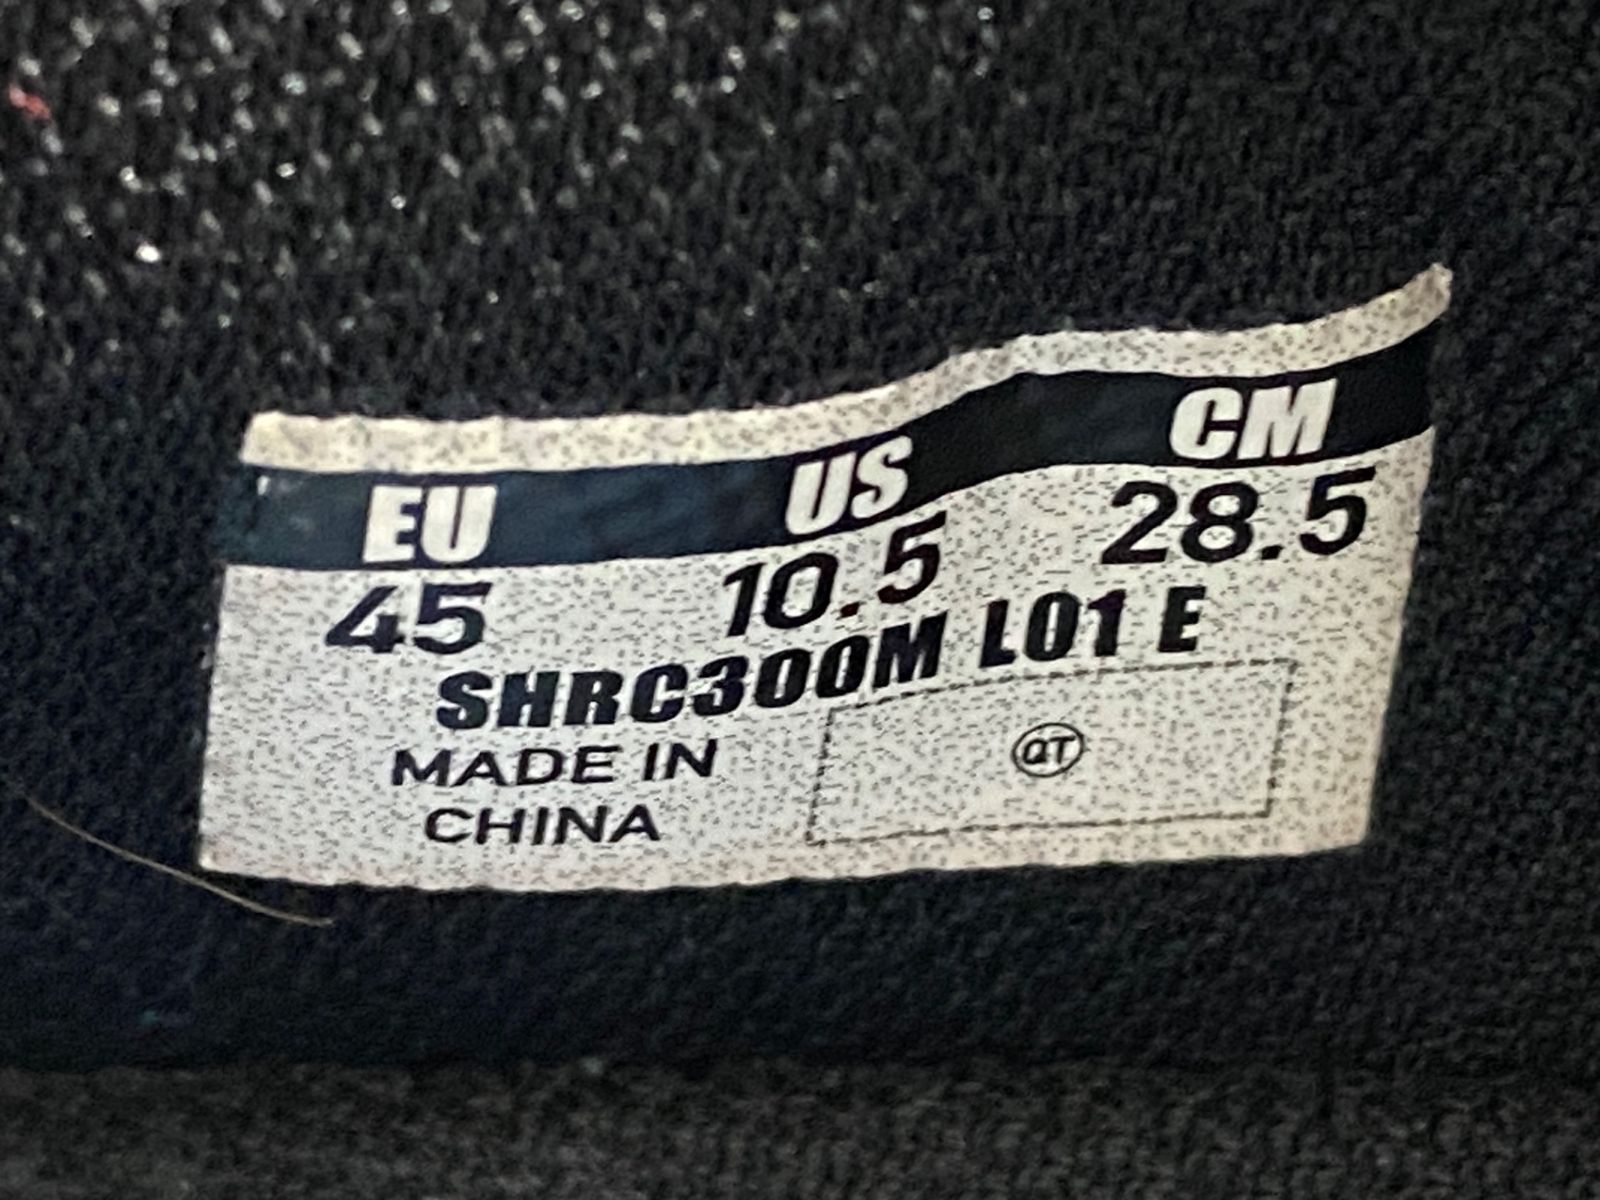 EU US CM
45 10.5 28.5
SHRC300M L01 E
MADE IN
CHINA
QT